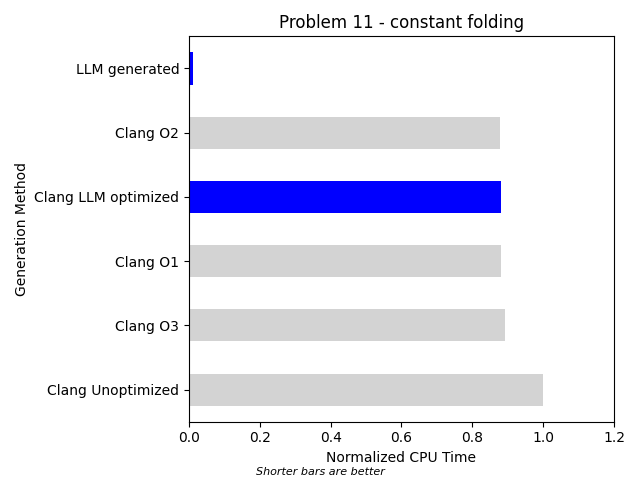 Problem 11 - constant folding
LLM generated
Clang O2
Clang LLM optimized
Clang O1
Clang O3
Clang Unoptimized
Generation Method
0.0 0.2 0.4 0.6 0.8 1.0 1.2
Normalized CPU Time
Shorter bars are better